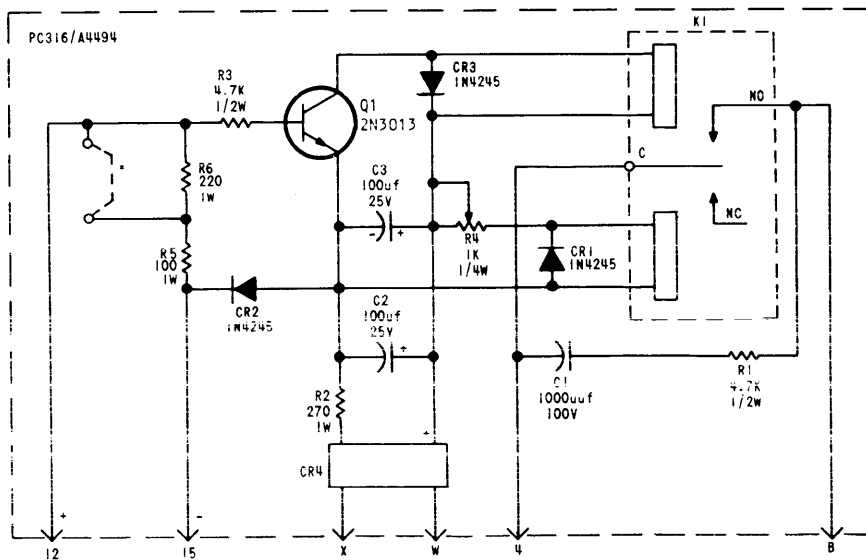 K1
PC316/A4494
R3
4.7K
1/2W
Q1
2N3013
CR3
1N4245
NO
C
NC
*
R6
220
1W
C3
100uf
25V
- +
R4
1K
1/4W
CR1
1N4245
R5
100
1W
CR2
1N4245
C2
100uf
25V
+
R2
270
1W
C1
1000uuf
100V
R1
4.7K
1/2W
+
CR4
+ -
12 15 X W 4 B